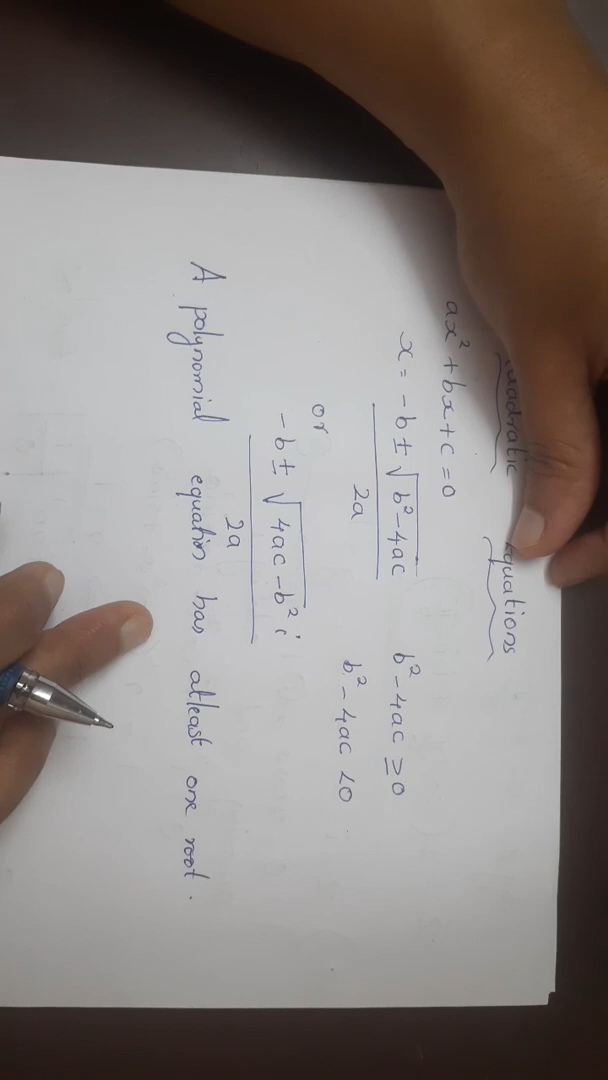 Quadratic Equations
ax² + bx + c = 0
x = -b ± √(b² - 4ac) / 2a    b² - 4ac ≥ 0
or    b² - 4ac < 0
-b ± √(4ac - b²) i / 2a
A polynomial equation has atleast one root.